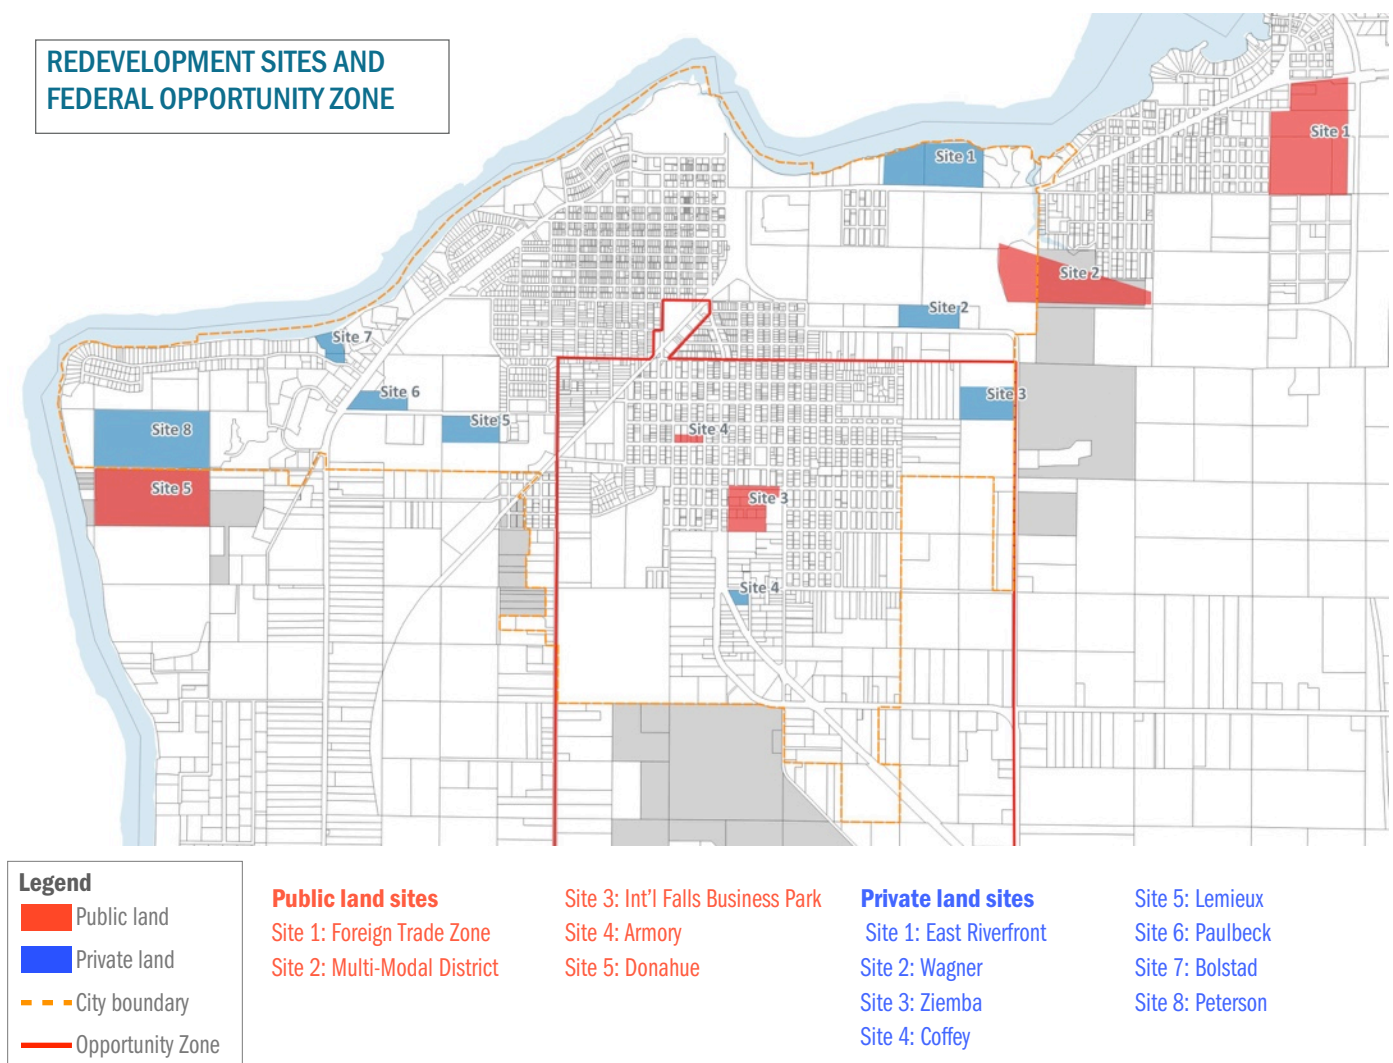 REDEVELOPMENT SITES AND
FEDERAL OPPORTUNITY ZONE
Site 1
Site 1
Site 2
Site 2
Site 7
Site 6
Site 3
Site 5
Site 8
Site 4
Site 5
Site 3
Site 4
Legend
Public land
Private land
City boundary
Opportunity Zone
Public land sites
Site 1: Foreign Trade Zone
Site 2: Multi-Modal District
Site 3: Int'l Falls Business Park
Site 4: Armory
Site 5: Donahue
Private land sites
Site 1: East Riverfront
Site 2: Wagner
Site 3: Ziemba
Site 4: Coffey
Site 5: Lemieux
Site 6: Paulbeck
Site 7: Bolstad
Site 8: Peterson